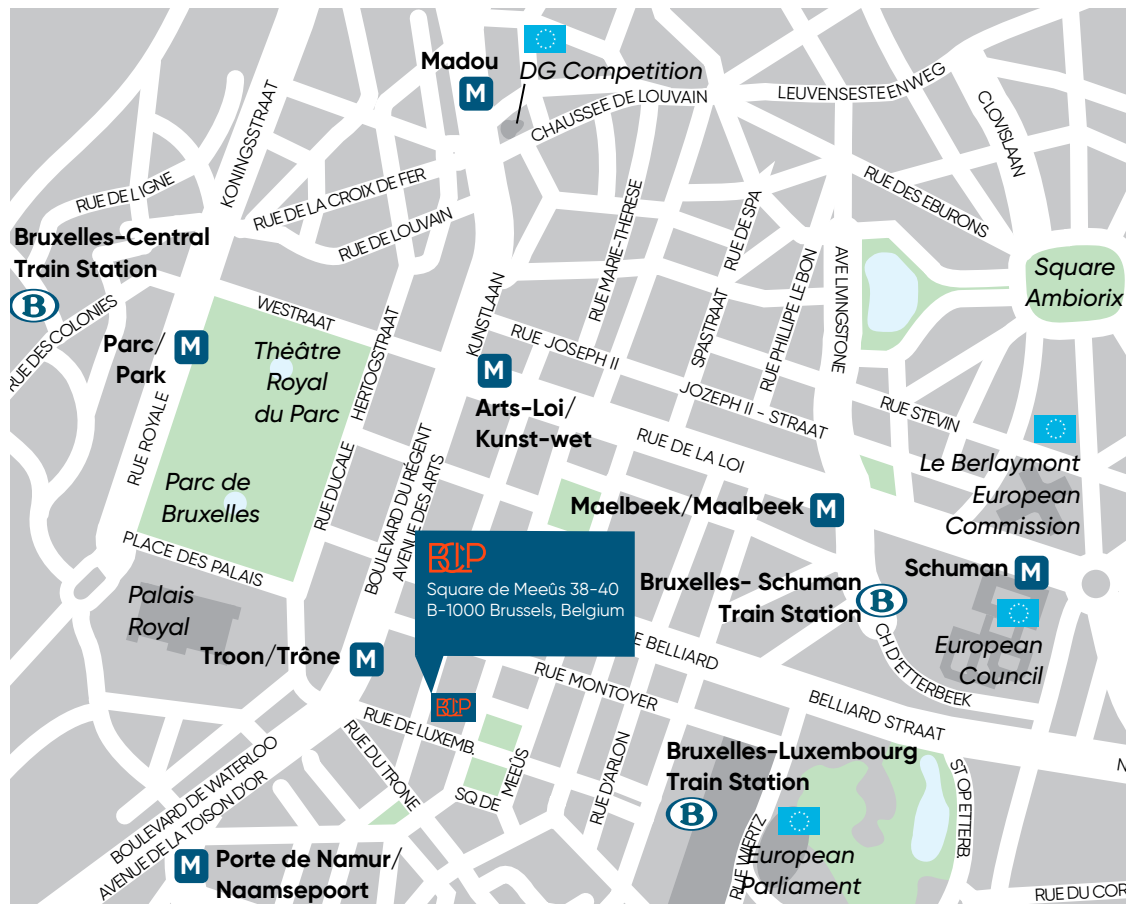 Madou
M
DG Competition
CHAUSSEE DE LOUVAIN
LEUVENSESTEENWEG
CLOVISLAAN
KONINGSSTRAAT
RUE DE LIGNE
RUE DE LA CROIX DE FER
RUE DE LOUVAIN
RUE MARIE-THERESE
RUE DE SPA
RUE DES EBURONS
Bruxelles-Central
Train Station
B
RUE DES COLONIES
Square
Ambiorix
WESTRAAT
KUNSTLAAN
SPASTRAAT
RUE PHILLIPE LE BON
AVE LIVINGSTONE
Parc/
Park
M
Théâtre
Royal
du Parc
HERTOGSTRAAT
RUE JOSEPH II
JOZEPH II - STRAAT
RUE STEVIN
M
Arts-Loi/
Kunst-wet
RUE DE LA LOI
RUE ROYALE
Parc de
Bruxelles
RUE DUCALE
BOULEVARD DU RÉGENT
AVENUE DES ARTS
Le Berlaymont
European
Commission
Maelbeek/Maalbeek
M
PLACE DES PALAIS
Palais
Royal
BCLP
Square de Meeûs 38-40
B-1000 Brussels, Belgium
Bruxelles- Schuman
Train Station
B
Schuman
M
European
Council
CH D'ETTERBEEK
Troon/Trône
M
E BELLIARD
BELLIARD STRAAT
RUE MONTOYER
BCLP
RUE DE LUXEMB.
RUE DU TRONE
SQ DE
MEEÛS
RUE D'ARLON
Bruxelles-Luxembourg
Train Station
B
ST OP ETTERB.
N
BOULEVARD DE WATERLOO
AVENUE DE LA TOISON D'OR
RUE WIERTZ
European
Parliament
M
Porte de Namur/
Naamsepoort
RUE DU COR